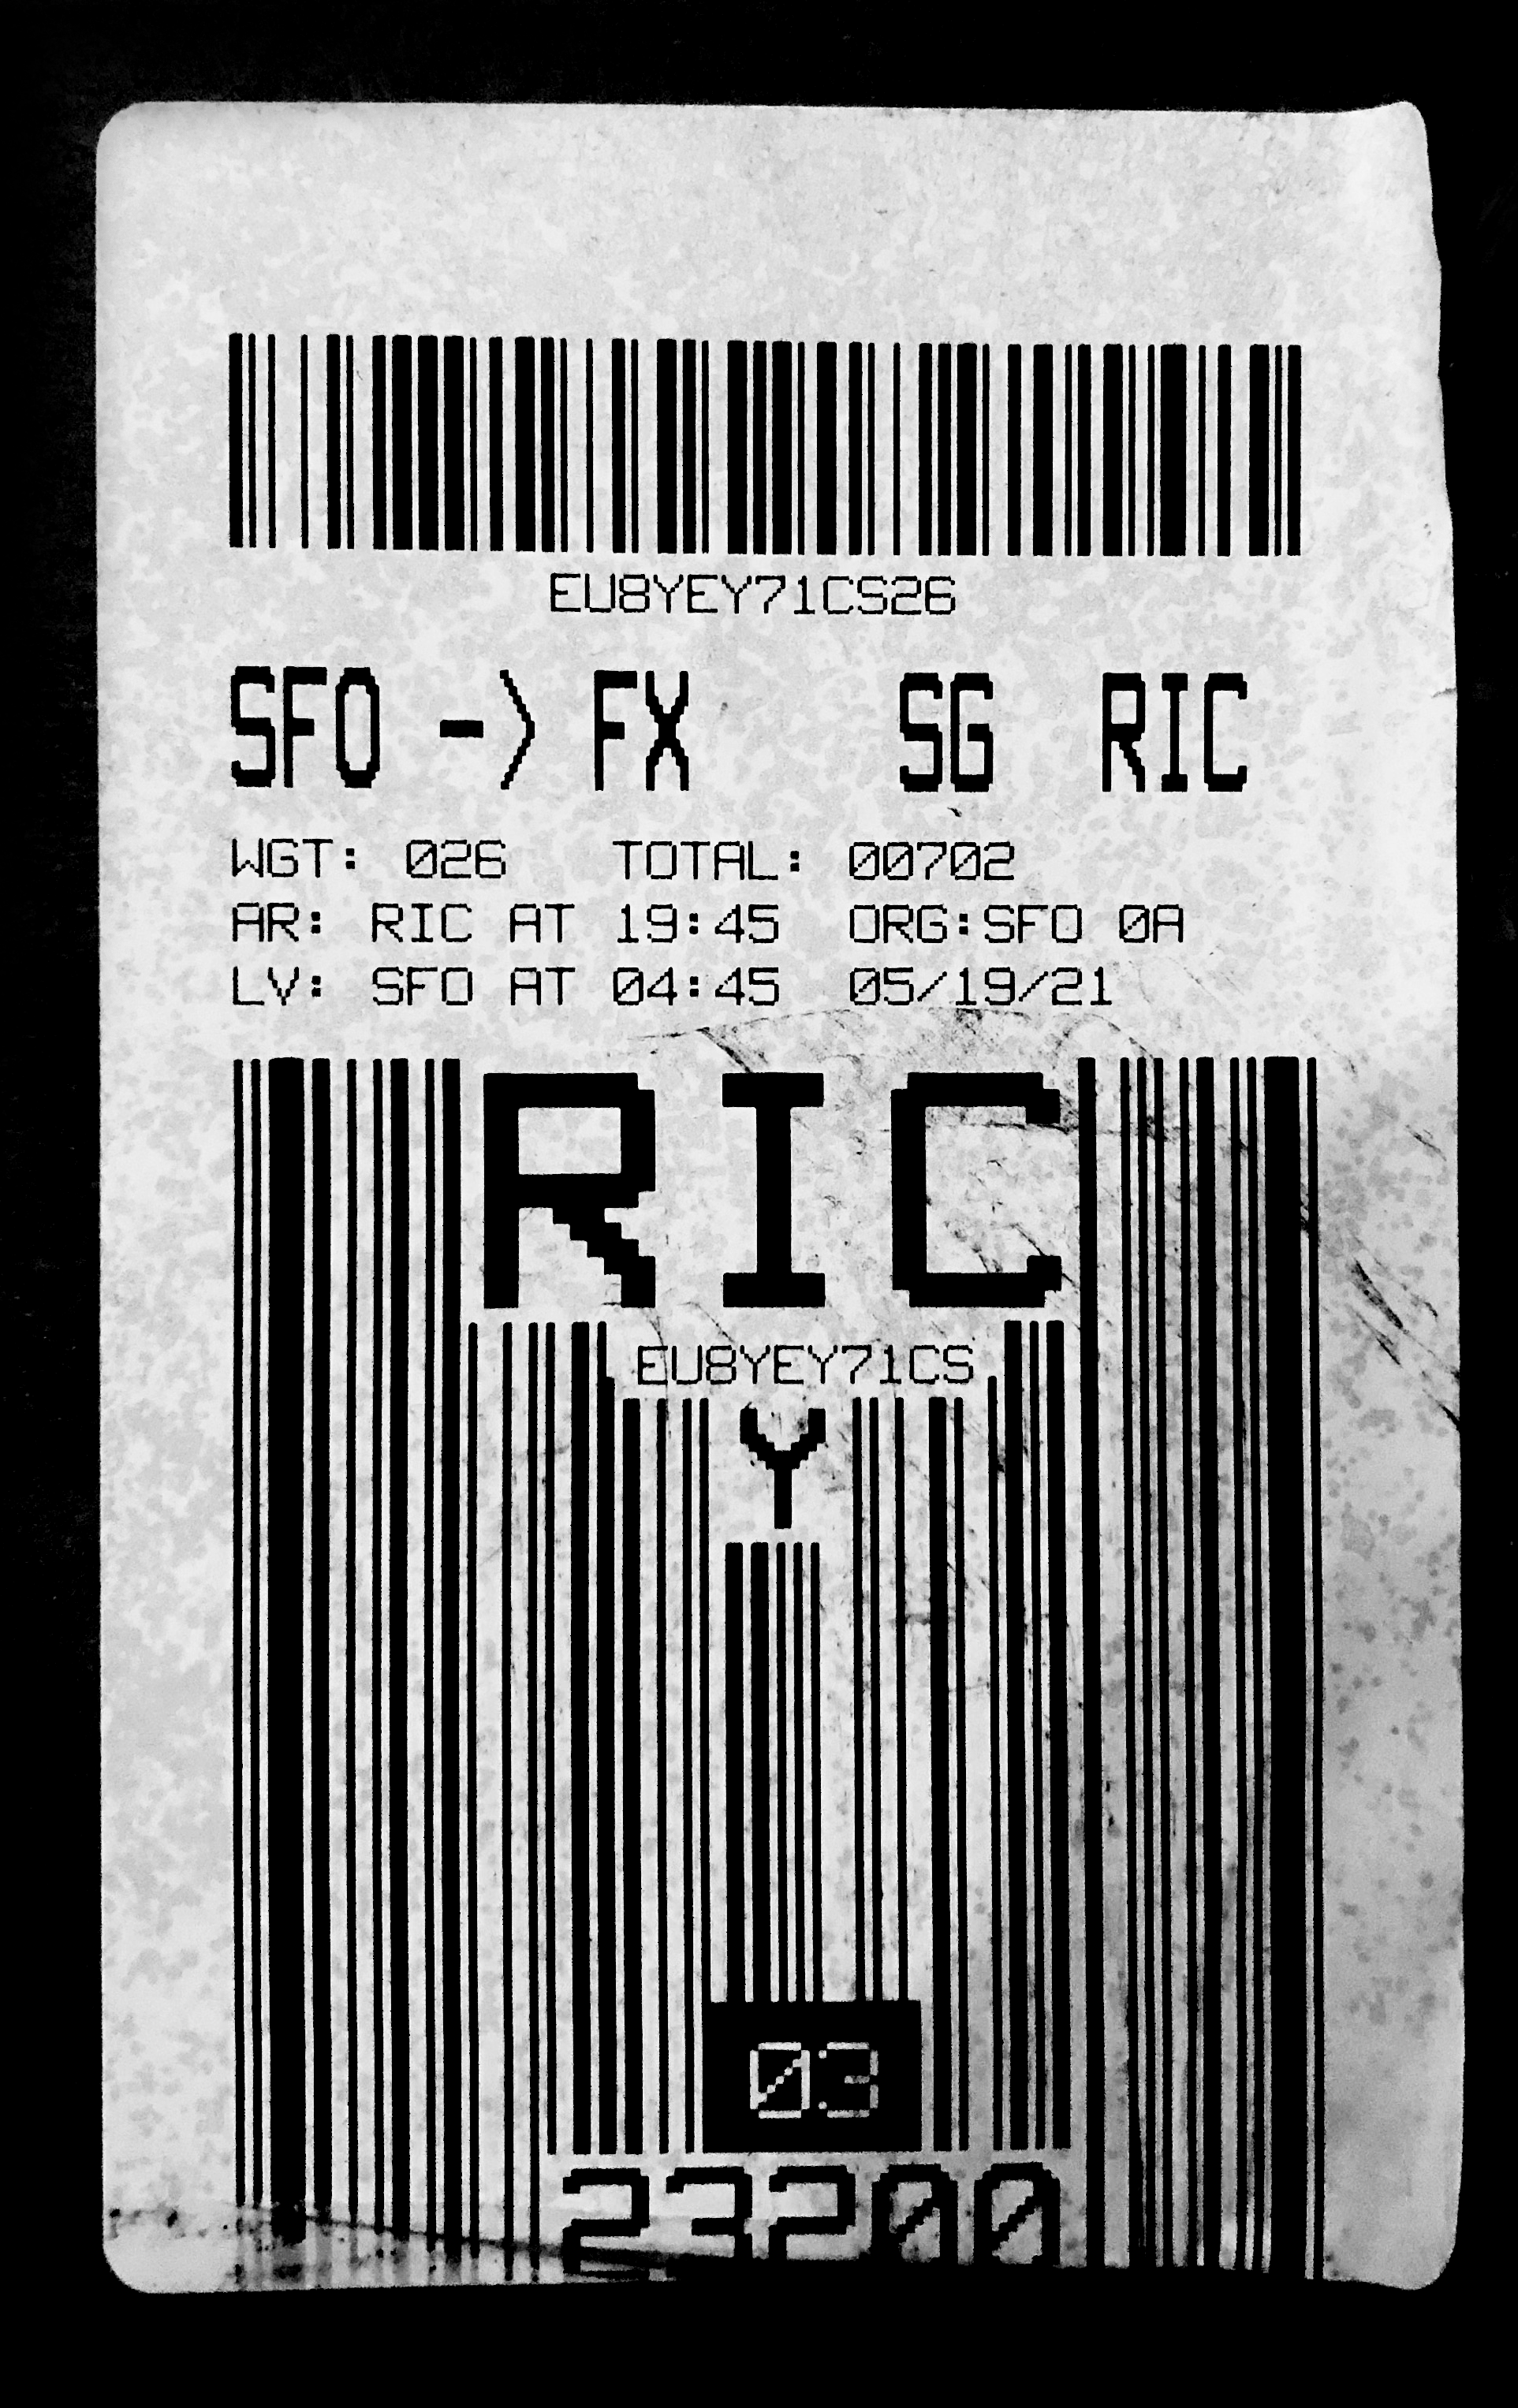 EU8YEY71CS26
SFO -> FX SG RIC
WGT: 026 TOTAL: 00702
AR: RIC AT 19:45 ORG:SFO 0A
LV: SFO AT 04:45 05/19/21
RIC
EU8YEY71CS
Y
03
23200